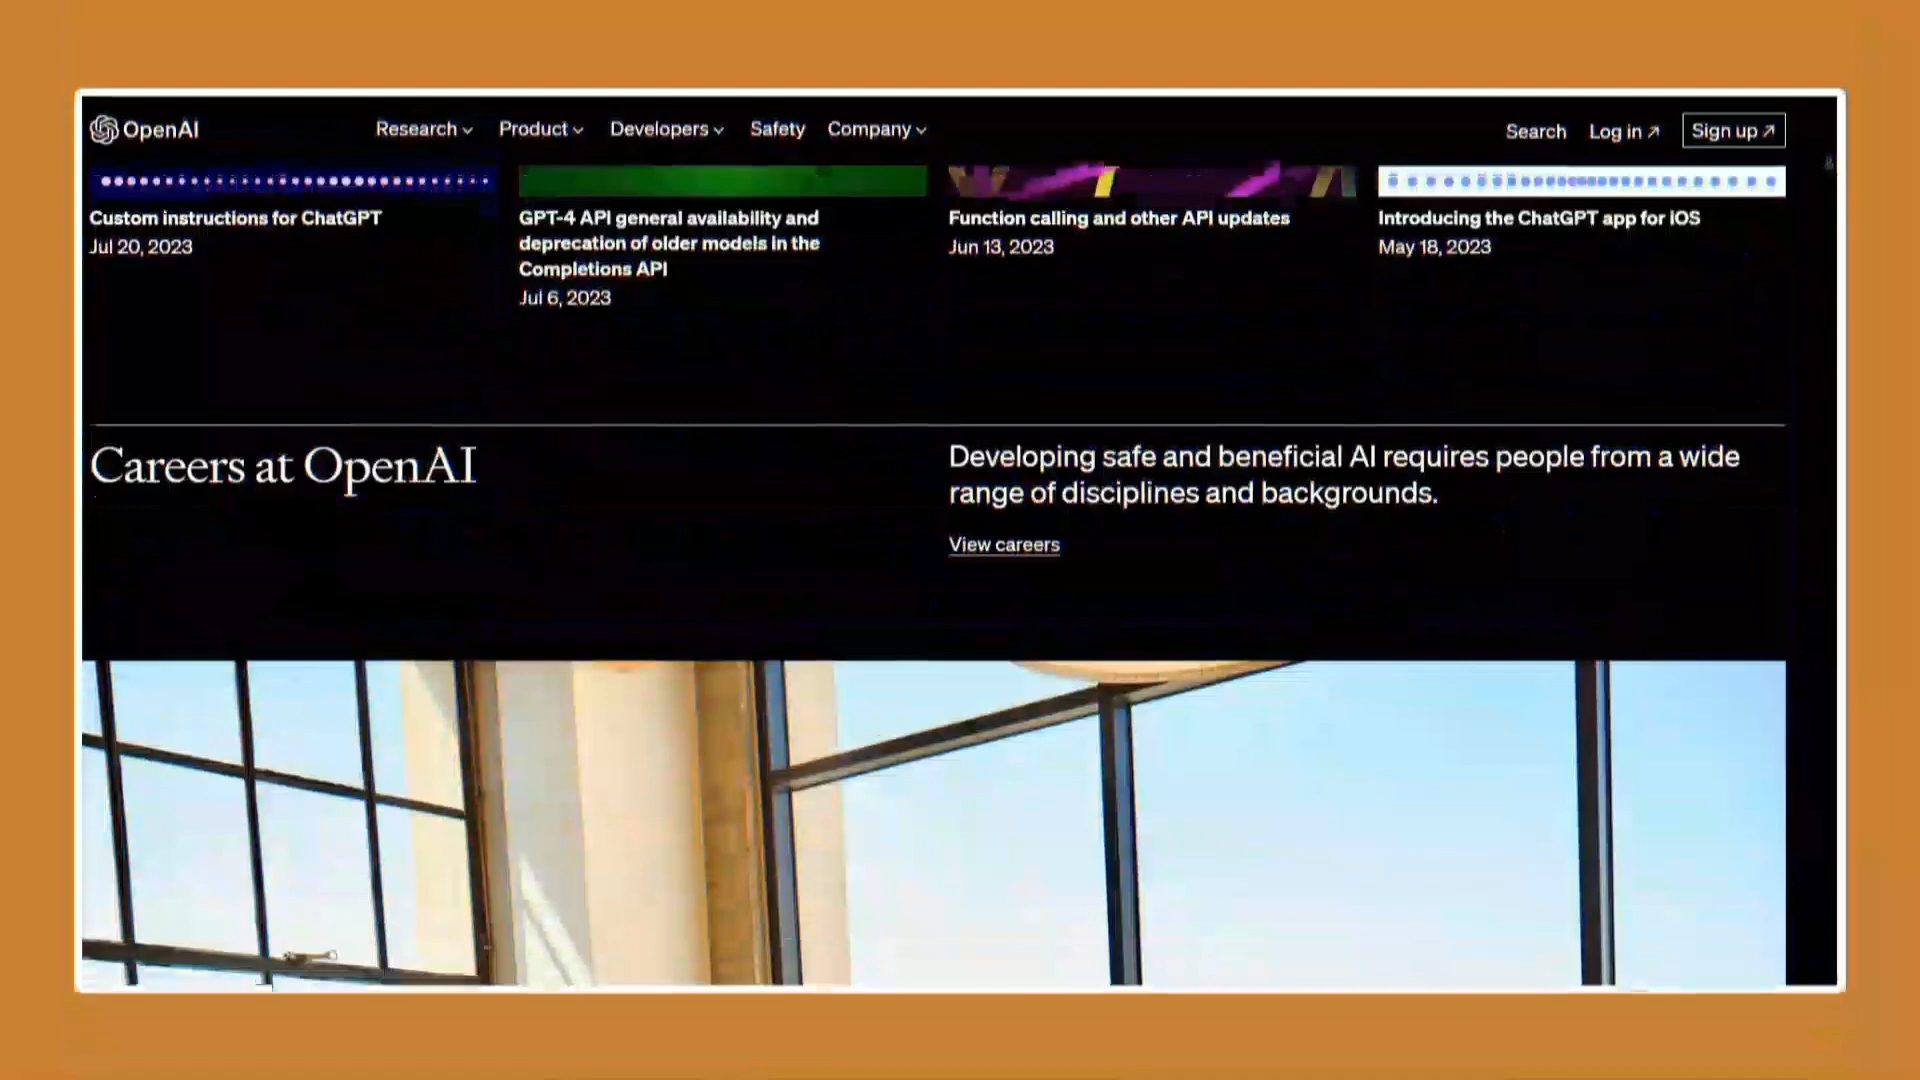 OpenAI
Research
Product
Developers
Safety
Company
Search
Log in ↗
Sign up ↗
Custom instructions for ChatGPT
Jul 20, 2023
GPT-4 API general availability and
deprecation of older models in the
Completions API
Jul 6, 2023
Function calling and other API updates
Jun 13, 2023
Introducing the ChatGPT app for iOS
May 18, 2023
Careers at OpenAI
Developing safe and beneficial AI requires people from a wide
range of disciplines and backgrounds.
View careers